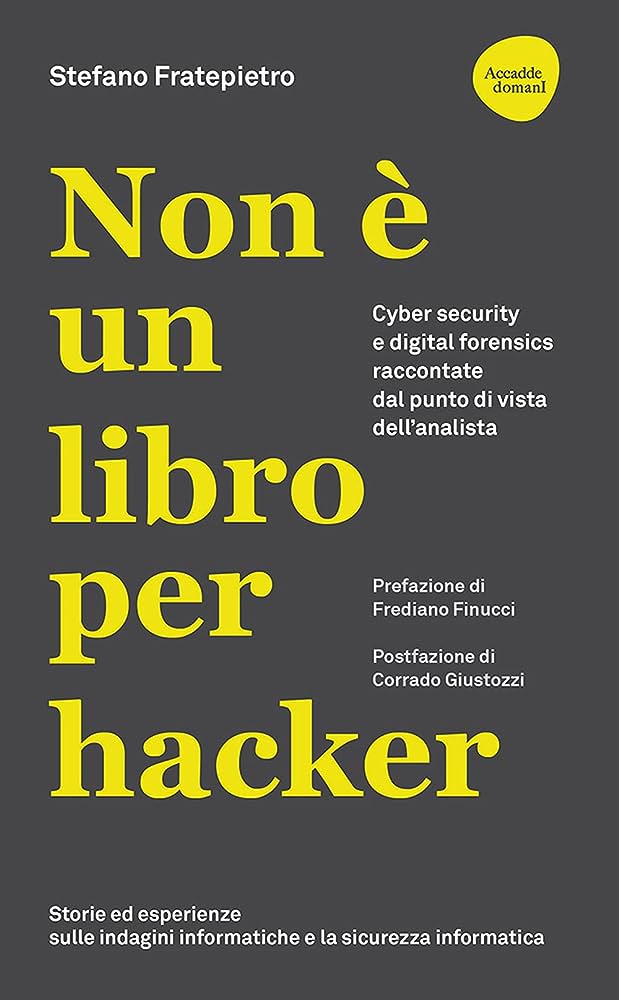 Stefano Fratepietro
Accadde
domanI
Non è
un
libro
per
hacker
Cyber security
e digital forensics
raccontate
dal punto di vista
dell'analista
Prefazione di
Frediano Finucci
Postfazione di
Corrado Giustozzi
Storie ed esperienze
sulle indagini informatiche e la sicurezza informatica